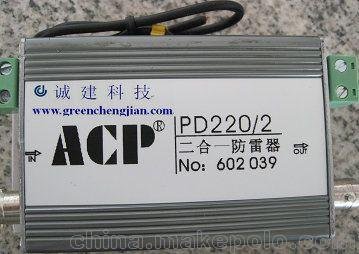 诚建科技
www.greenchengjian.com
IN
ACP®
PD220/2
二合一防雷器
No: 602 039
OUT
china.makepolo.com